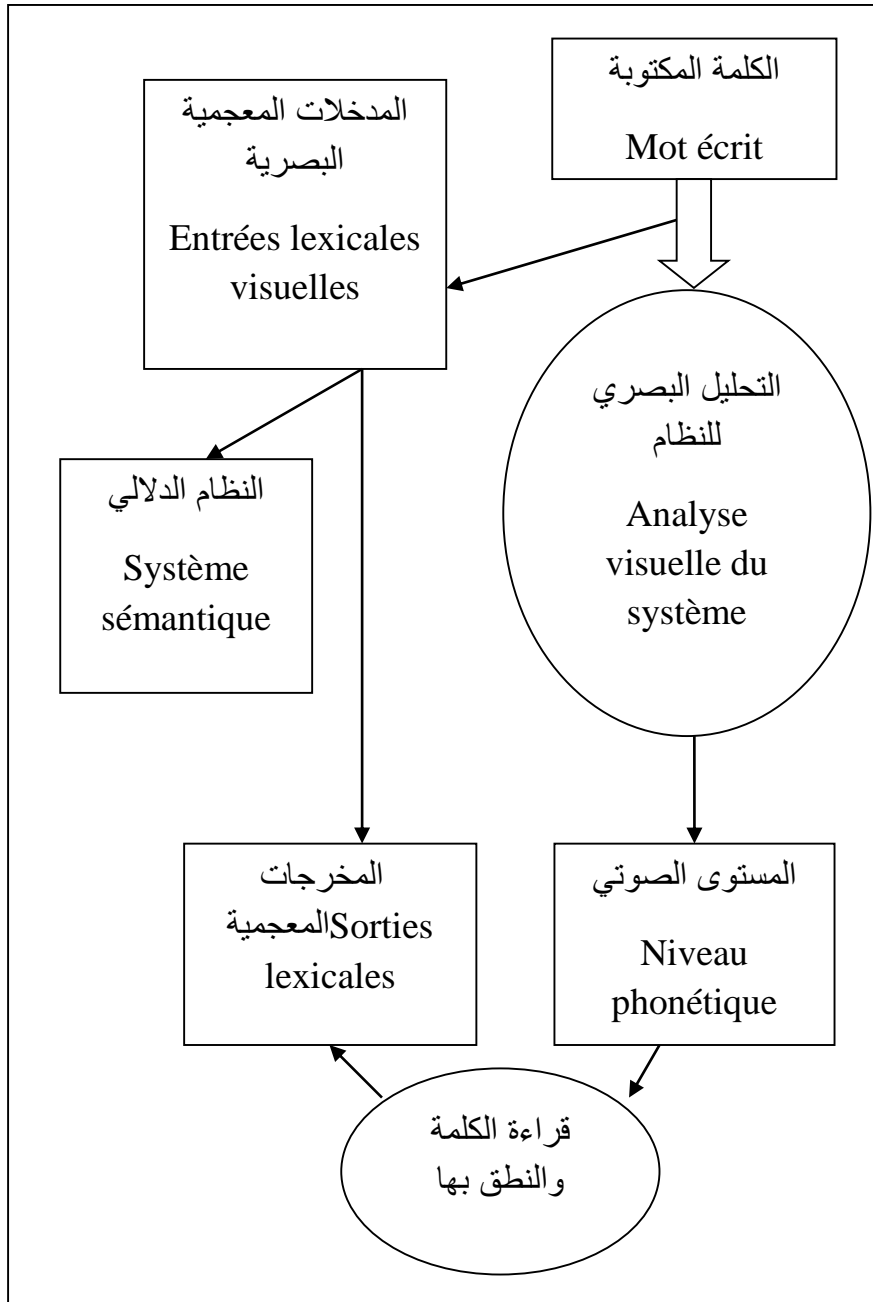 الكلمة المكتوبة
Mot écrit
المدخلات المعجمية
البصرية
Entrées lexicales
visuelles
التحليل البصري
للنظام
Analyse
visuelle du
système
النظام الدلالي
Système
sémantique
المخرجات
المعجميةSorties
lexicales
المستوى الصوتي
Niveau
phonétique
قراءة الكلمة
والنطق بها